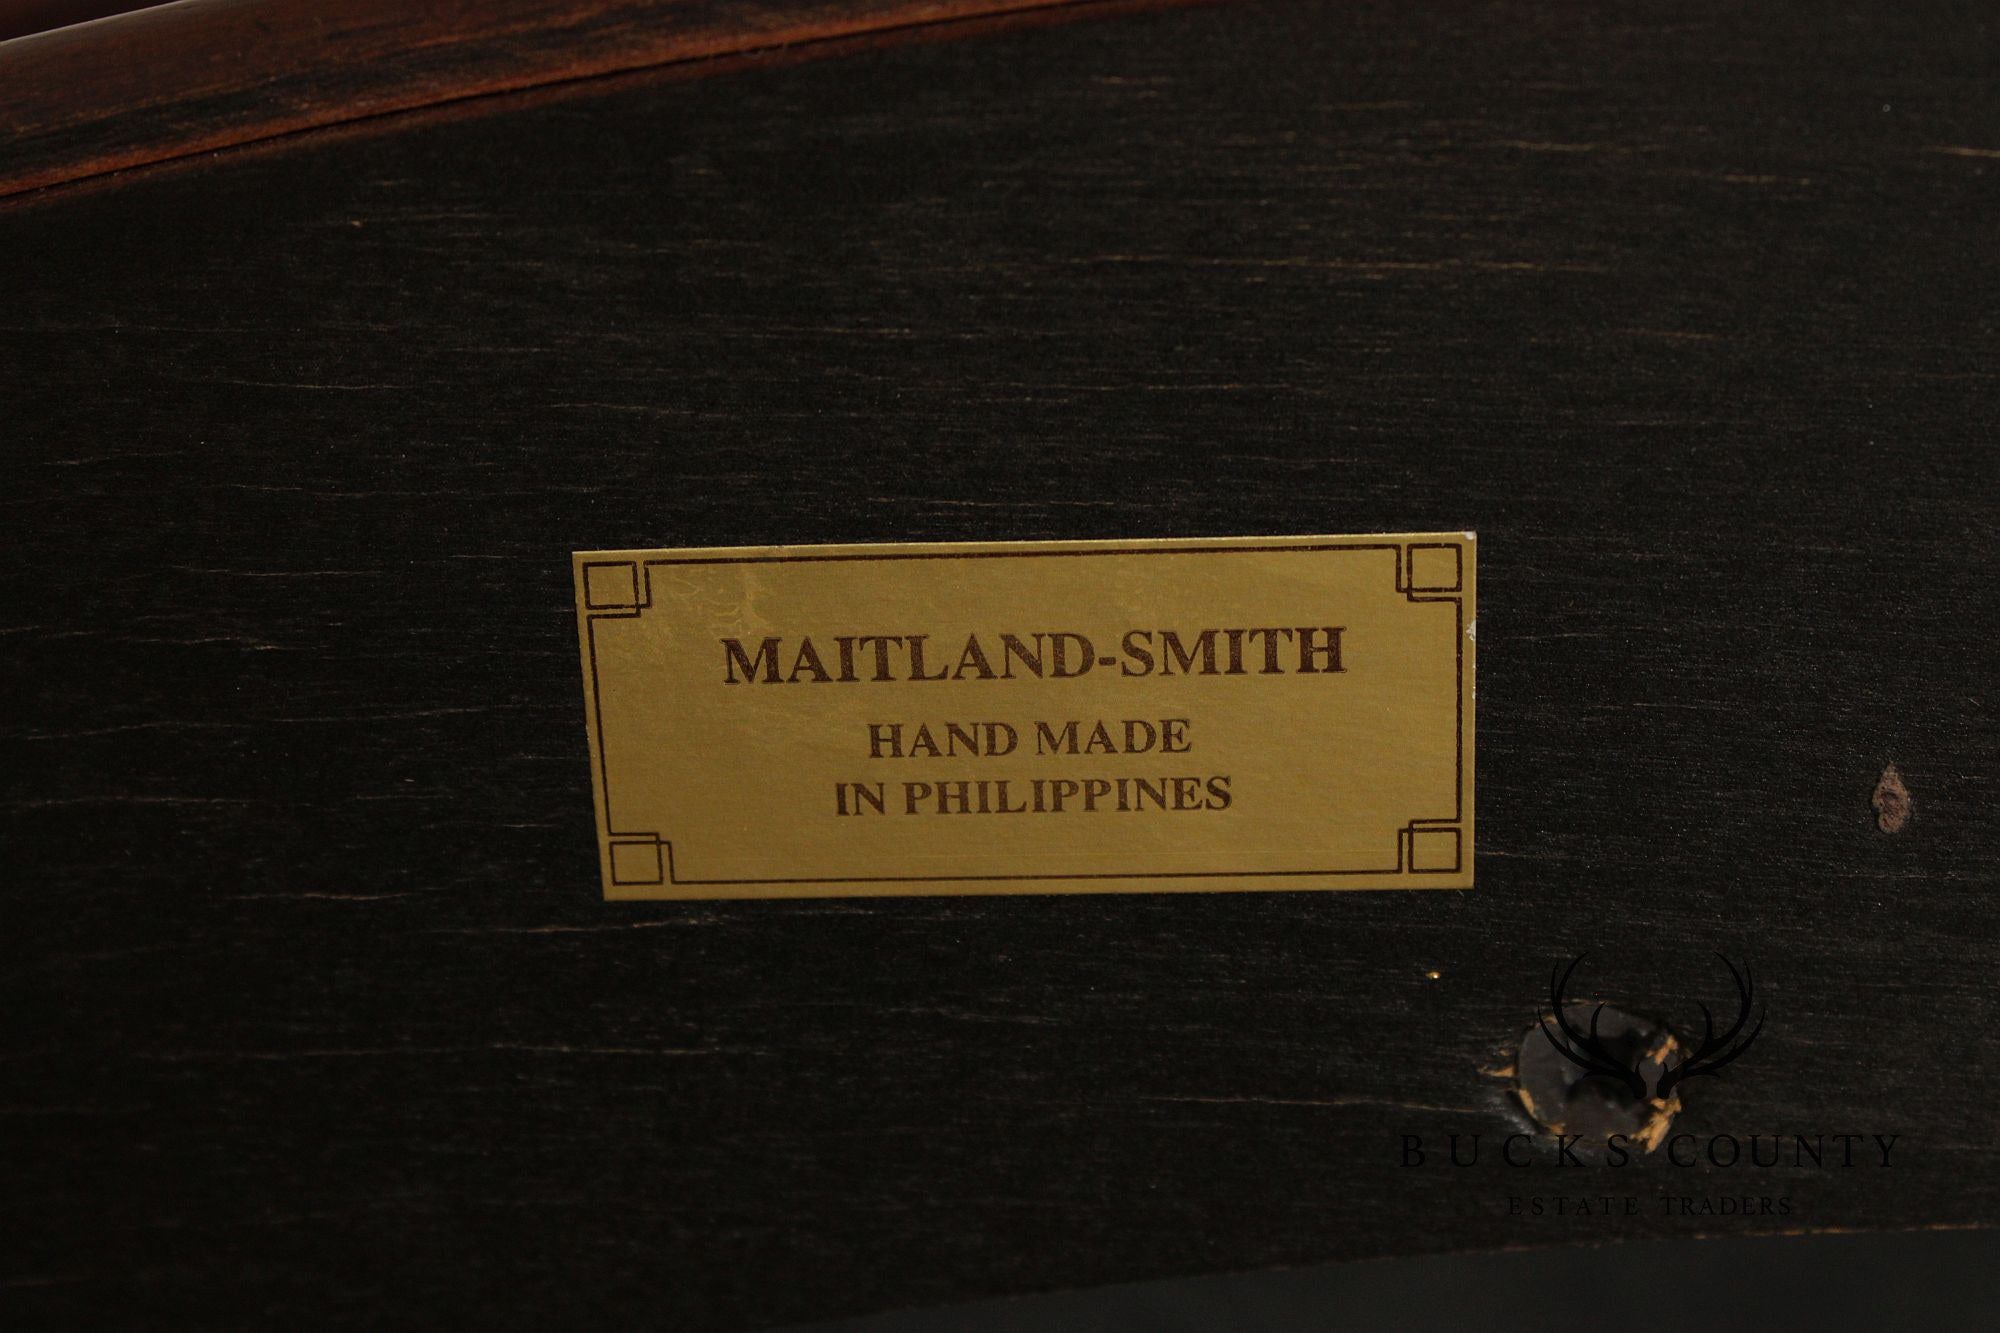 MAITLAND-SMITH
HAND MADE
IN PHILIPPINES
BUCKS COUNTY
ESTATE TRADERS